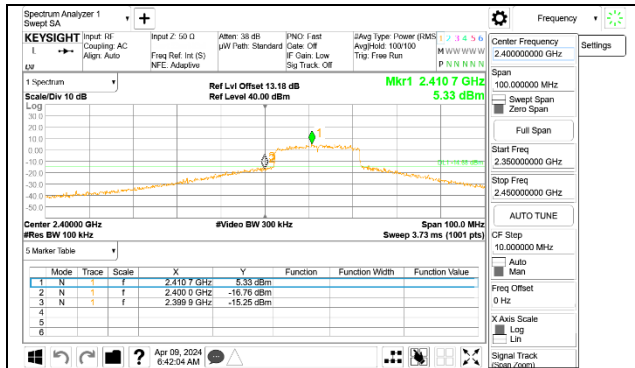 Spectrum Analyzer 1
Swept SA
Frequency
KEYSIGHT
Input: RF
Coupling: AC
Align: Auto
Input Z: 50 Ω
Freq Ref: Int (S)
NFE: Adaptive
Atten: 38 dB
µW Path: Standard
PNO: Fast
Gate: Off
IF Gain: Low
Sig Track: Off
#Avg Type: Power (RMS
Avg|Hold: 100/100
Trig: Free Run
1 2 3 4 5 6
M W W W W W
P N N N N N
L
Center Frequency
2.400000000 GHz
Settings
Span
100.000000 MHz
Swept Span
Zero Span
Full Span
Start Freq
2.350000000 GHz
Stop Freq
2.450000000 GHz
AUTO TUNE
CF Step
10.000000 MHz
Auto
Man
Freq Offset
0 Hz
X Axis Scale
Log
Lin
Signal Track
(Span Zoom)
1 Spectrum
Scale/Div 10 dB
Ref Lvl Offset 13.18 dB
Ref Level 40.00 dBm
Mkr1 2.410 7 GHz
5.33 dBm
Log
30.0
20.0
10.0
0.00
-10.0
-20.0
-30.0
-40.0
-50.0
1
Center 2.40000 GHz
#Res BW 100 kHz
#Video BW 300 kHz
Span 100.0 MHz
Sweep 3.73 ms (1001 pts)
5 Marker Table
Mode Trace Scale X Y Function Function Width Function Value
1 N 1 f 2.410 7 GHz 5.33 dBm
2 N 1 f 2.400 0 GHz -16.76 dBm
3 N 1 f 2.399 9 GHz -15.25 dBm
4
5
6
?
Apr 09, 2024
6:42:04 AM